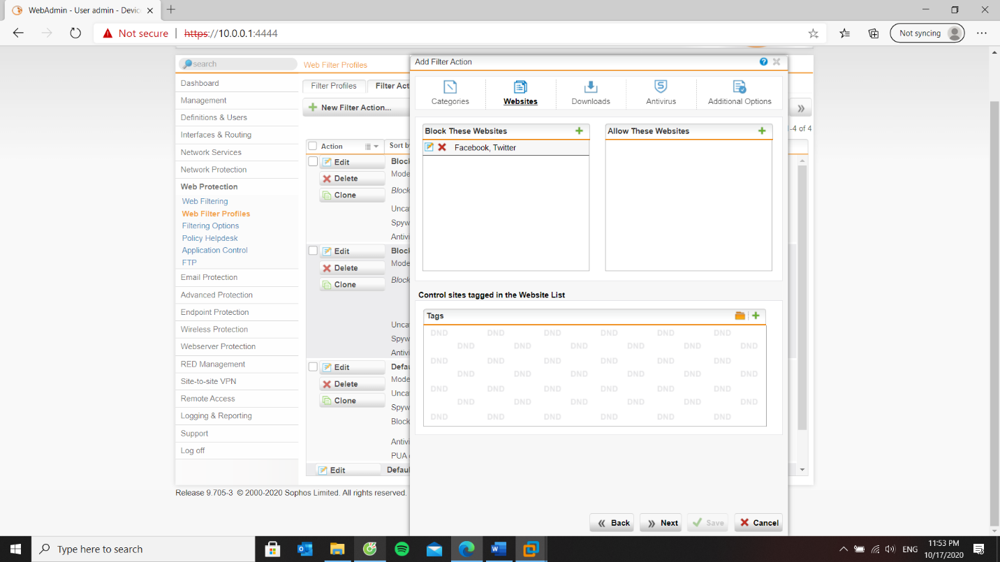 WebAdmin - User admin - Devic
Not secure
https://10.0.0.1:4444
Not syncing
search
Web Filter Profiles
Dashboard
Management
Definitions & Users
Interfaces & Routing
Network Services
Network Protection
Web Protection
Web Filtering
Web Filter Profiles
Filtering Options
Policy Helpdesk
Application Control
FTP
Email Protection
Advanced Protection
Endpoint Protection
Wireless Protection
Webserver Protection
RED Management
Site-to-site VPN
Remote Access
Logging & Reporting
Support
Log off
Filter Profiles
Filter Act
New Filter Action...
-4 of 4
Action
Sort b
Edit
Delete
Clone
Block
Mode
Block
Unca
Spyw
Antivi
Edit
Delete
Clone
Block
Mode
Block
Unca
Spyw
Antivi
Edit
Delete
Clone
Defau
Mode
Unca
Spyw
Block
Antivi
PUA
Edit
Defaul
Add Filter Action
Categories
Websites
Downloads
Antivirus
Additional Options
Block These Websites
Facebook, Twitter
Allow These Websites
Control sites tagged in the Website List
Tags
DND DND DND DND DND DND
DND DND DND DND DND DND
DND DND DND DND DND DND
DND DND DND DND DND DND
DND DND DND DND DND DND
DND DND DND DND DND DND
DND DND DND DND DND DND
Back
Next
Save
Cancel
Release 9.705-3 © 2000-2020 Sophos Limited. All rights reserved.
Type here to search
ENG
11:53 PM
10/17/2020